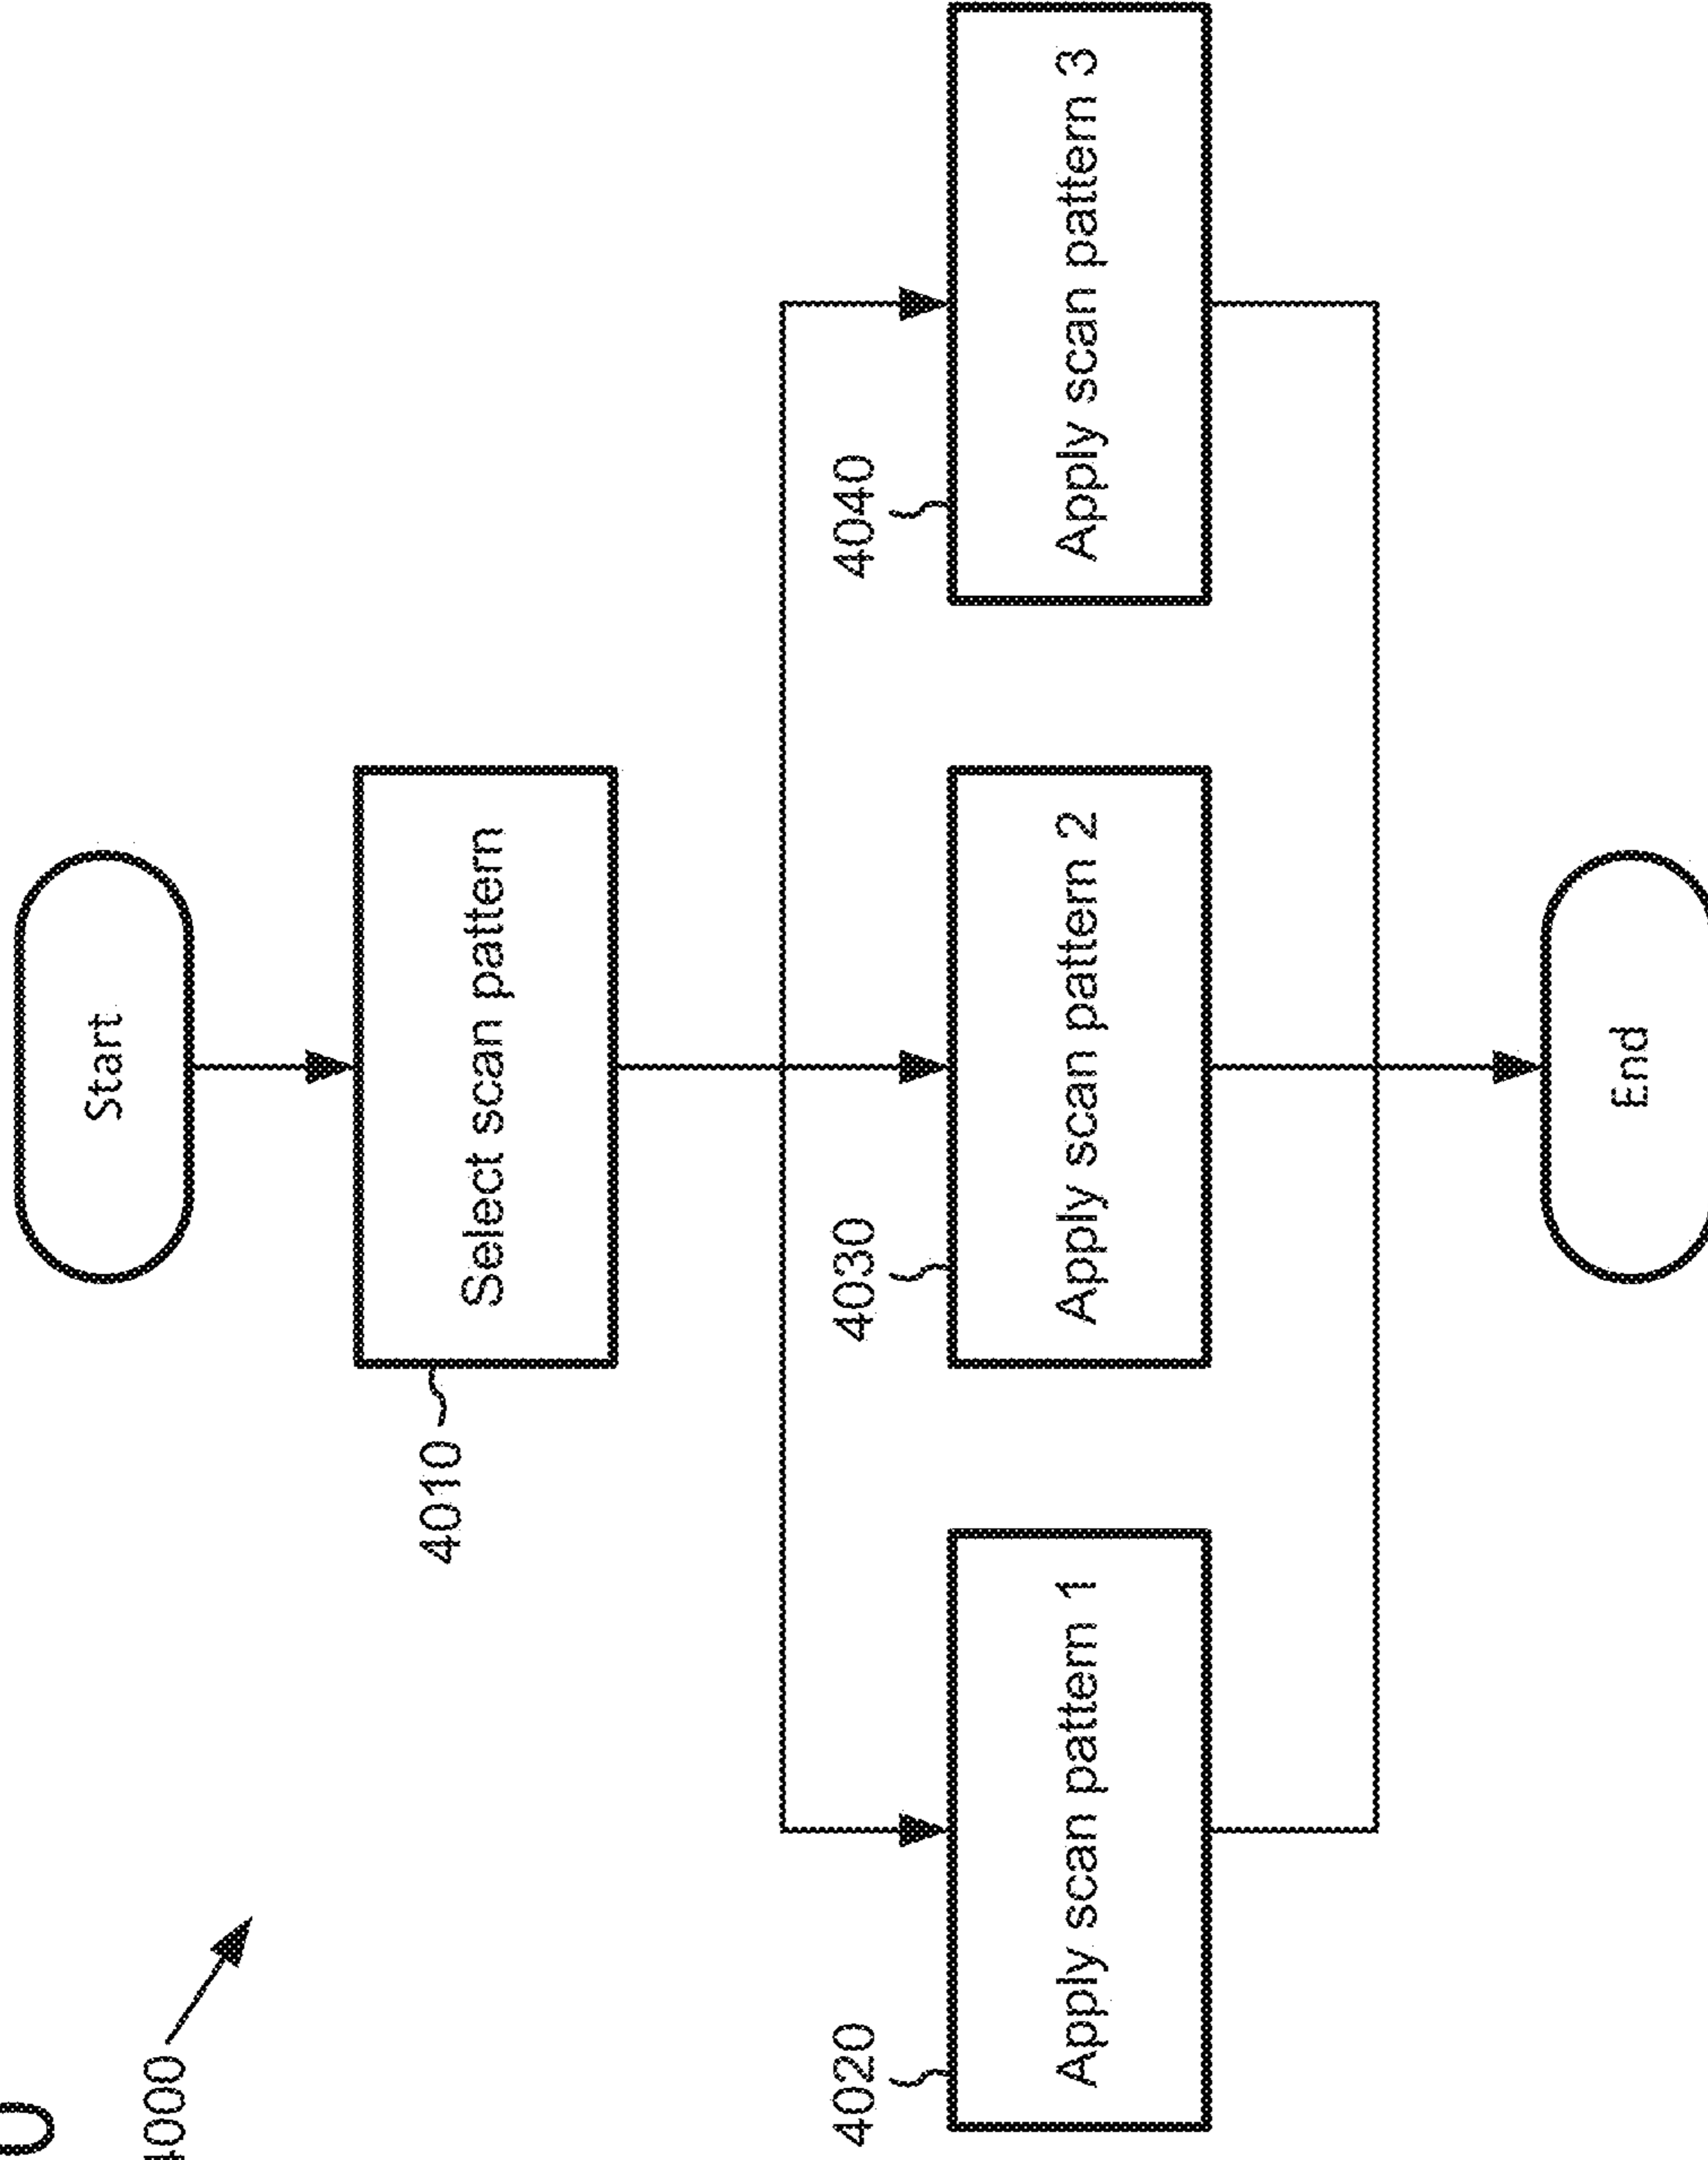 4000
Start
4010
Select scan pattern
4020
4030
4040
Apply scan pattern 1
Apply scan pattern 2
Apply scan pattern 3
End